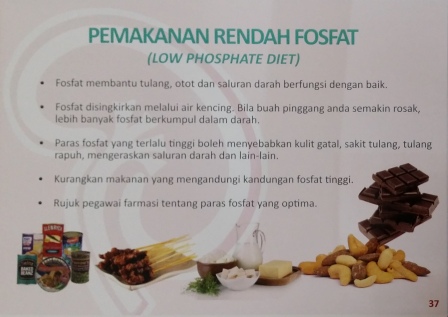 PEMAKANAN RENDAH FOSFAT
(LOW PHOSPHATE DIET)
• Fosfat membantu tulang, otot dan saluran darah berfungsi dengan baik.
• Fosfat disingkirkan melalui air kencing. Bila buah pinggang anda semakin rosak,
lebih banyak fosfat berkumpul dalam darah.
• Paras fosfat yang terlalu tinggi boleh menyebabkan kulit gatal, sakit tulang, tulang
rapuh, mengeraskan saluran darah dan lain-lain.
• Kurangkan makanan yang mengandungi kandungan fosfat tinggi.
• Rujuk pegawai farmasi tentang paras fosfat yang optima.
37